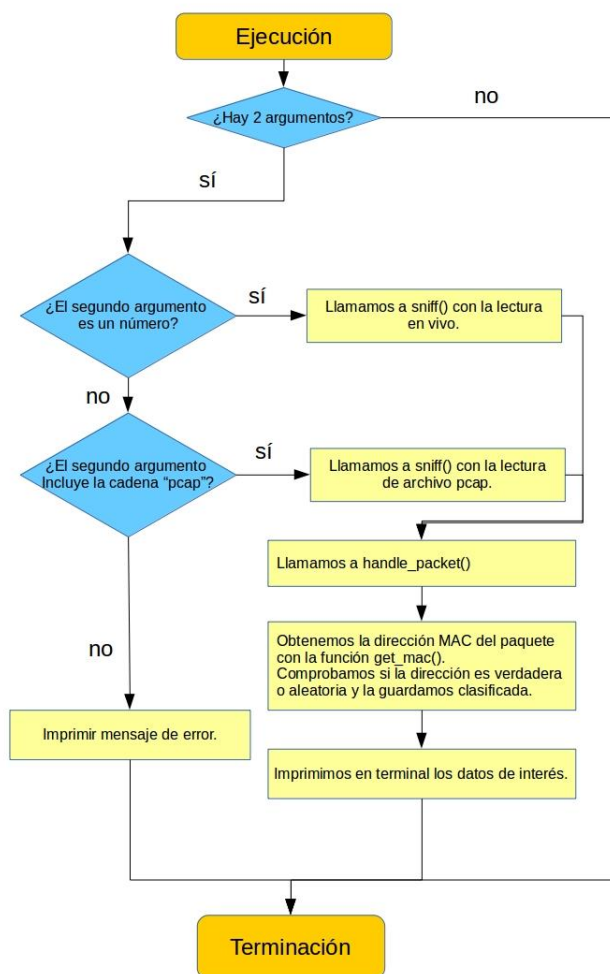 Ejecución
¿Hay 2 argumentos?
no
sí
¿El segundo argumento
es un número?
sí
Llamamos a sniff() con la lectura
en vivo.
no
¿El segundo argumento
Incluye la cadena “pcap”?
sí
Llamamos a sniff() con la lectura
de archivo pcap.
Llamamos a handle_packet()
Obtenemos la dirección MAC del paquete
con la función get_mac().
Comprobamos si la dirección es verdadera
o aleatoria y la guardamos clasificada.
no
Imprimir mensaje de error.
Imprimimos en terminal los datos de interés.
Terminación